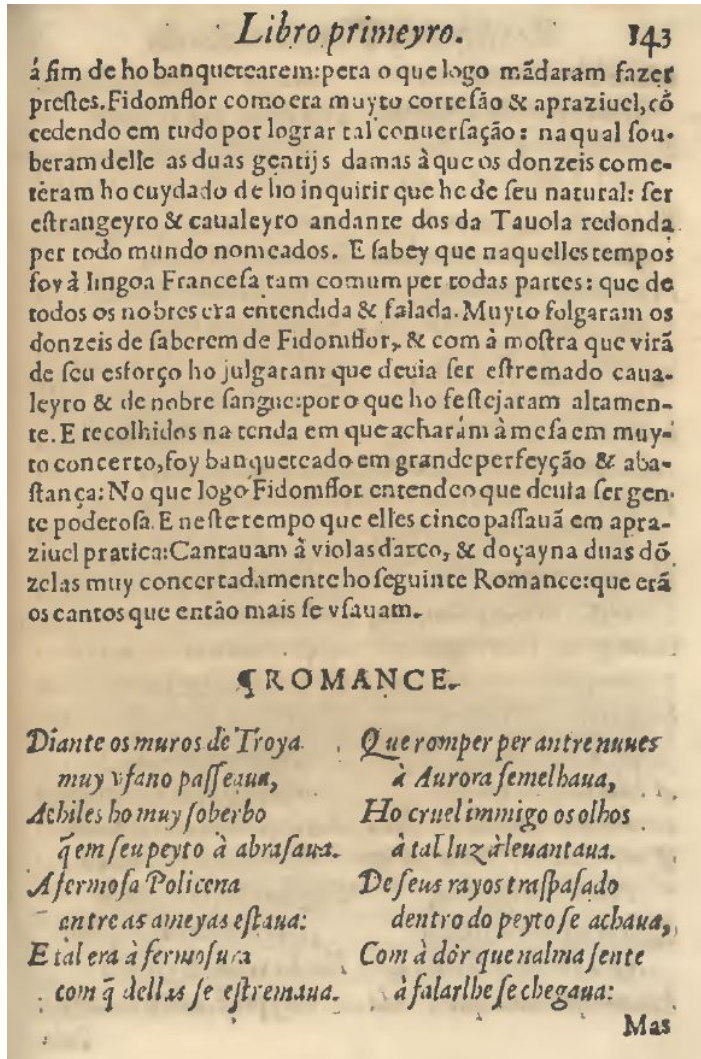 Libro primeyro. 143
á fim de ho banquetearem:pera o que logo mãdaram fazer
prestes.Fidomflor como era muyto cortesão & apraziuel,cõ
cedendo em tudo por lograr tal conuersação: na qual sou-
beram delle as duas gentijs damas à que os donzeis come-
tèram ho cuydado de ho inquirir que he de seu natural: ser
estrangeyro & caualeyro andante dos da Tauola redonda
per todo mundo nomeados. E sabey que naquelles tempos
foy à lingoa Francesa tam comum per todas partes: que de
todos os nobres era entendida & falada. Muyto folgaram os
donzeis de saberem de Fidomflor, & com à mostra que virã
de seu esforço ho julgaram que deuia ser estremado caua-
leyro & de nobre sangue:por o que ho festejaram altamen-
te. E recolhidos na tenda em que acharám à mesa em muy-
to concerto,foy banqueteado em grande perfeyção & aba-
stança: No que logo Fidomflor entendeo que deuia ser gen-
te poderosa. E neste tempo que elles cinco passauã em apra-
ziuel pratica:Cantauam à violas d'arco, & doçayna duas dõ
zelas muy concertadamente ho seguinte Romance:que erã
os cantos que então mais se vsauam.
¶ROMANCE.
Diante os muros de Troya
muy vfano passeaua,
Achiles ho muy soberbo
q̃ em seu peyto à abrasaua.
A fermosa Policena
entre as ameyas estaua:
E tal era à fermosura
com q̃ dellas se estremaua.
Que romper per antre nuues
à Aurora semelhaua,
Ho cruel immigo os olhos
à tal luz àleuantaua.
De seus rayos traspasado
dentro do peyto se achaua,
Com à dòr que nalma sente
à falarlhe se chegaua:
Mas